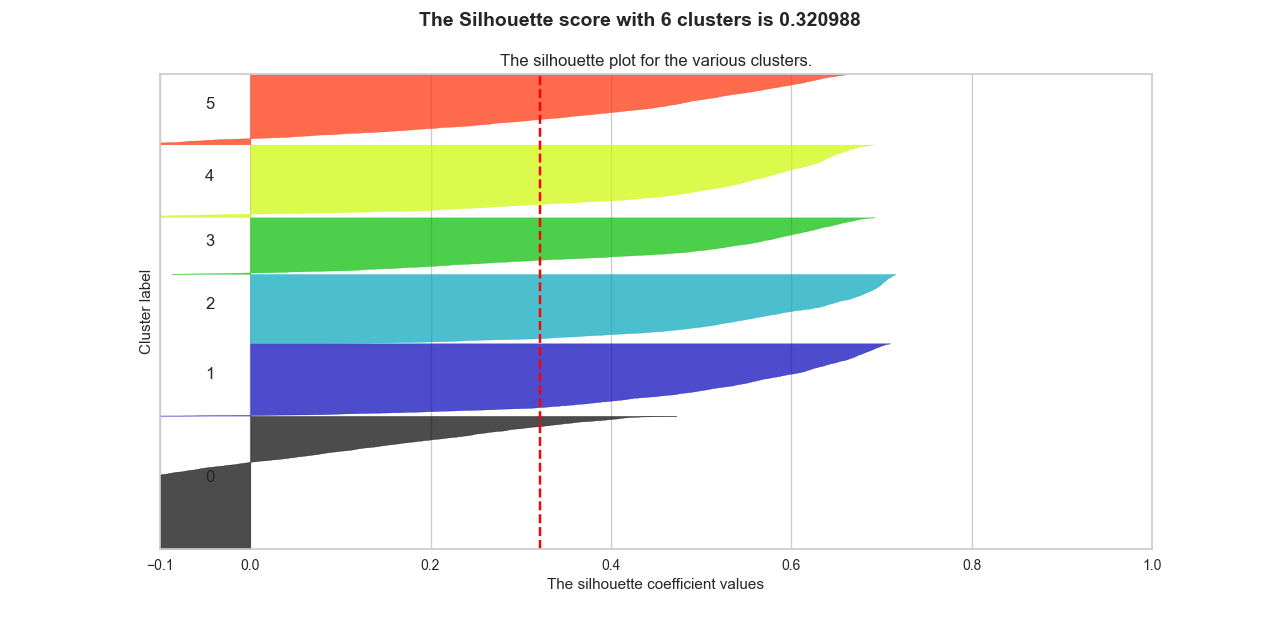 The Silhouette score with 6 clusters is 0.320988
The silhouette plot for the various clusters.
Cluster label
5
4
3
2
1
0
−0.1 0.0 0.2 0.4 0.6 0.8 1.0
The silhouette coefficient values